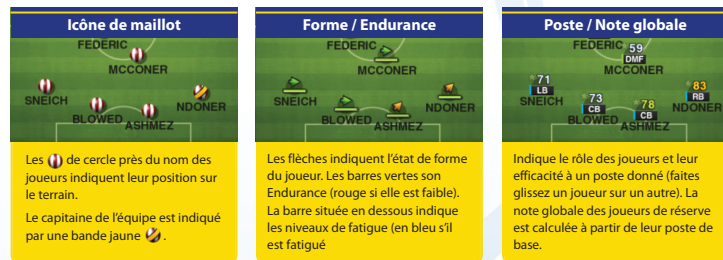 Icône de maillot
FEDERIC
MCCONER
SNEICH
NDONER
BLOWED
ASHMEZ
Les de cercle près du nom des
joueurs indiquent leur position sur
le terrain.
Le capitaine de l'équipe est indiqué
par une bande jaune .
Forme / Endurance
FEDERIC
MCCONER
SNEICH
NDONER
BLOWED
ASHMEZ
Les flèches indiquent l'état de forme
du joueur. Les barres vertes son
Endurance (rouge si elle est faible).
La barre située en dessous indique
les niveaux de fatigue (en bleu s'il
est fatigué
Poste / Note globale
FEDERIC
59
DMF
MCCONER
71
LB
SNEICH
83
RB
NDONER
73
CB
BLOWED
78
CB
ASHMEZ
Indique le rôle des joueurs et leur
efficacité à un poste donné (faites
glissez un joueur sur un autre). La
note globale des joueurs de réserve
est calculée à partir de leur poste de
base.